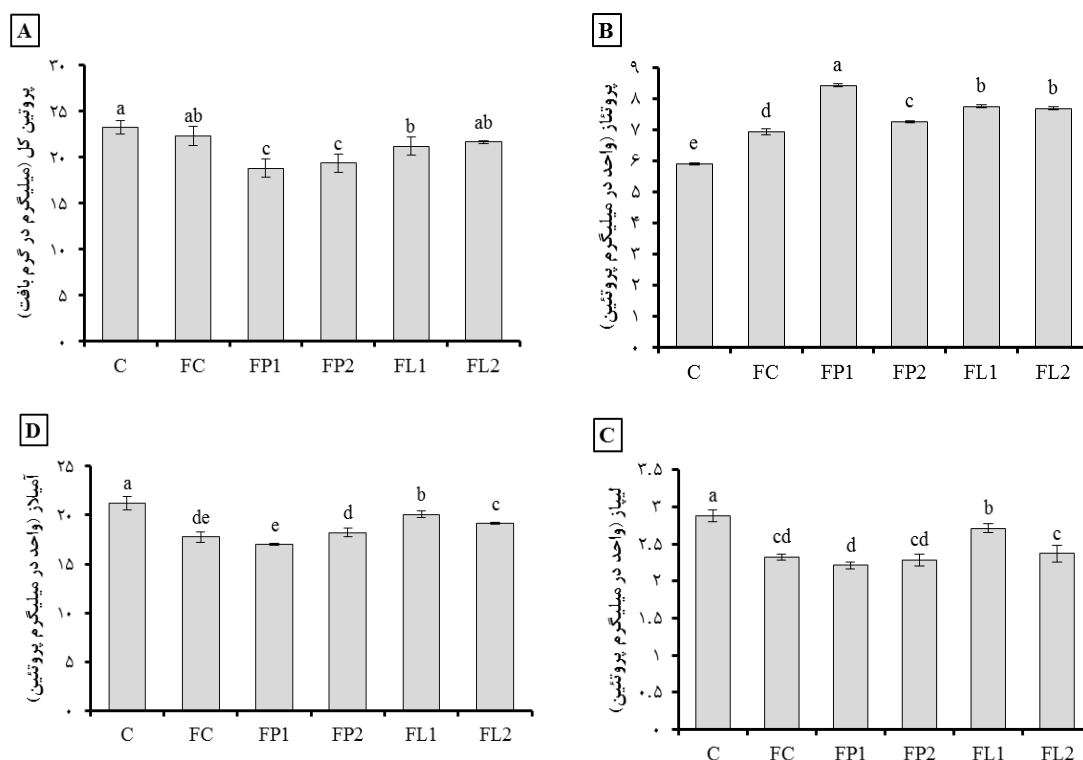 A
پروتین کل (میلیگرم در گرم بافت)
۳۰
۲۵
۲۰
۱۵
۱۰
۵
۰
a ab c c b ab
C FC FP1 FP2 FL1 FL2
B
پروتئاز (واحد در میلیگرم پروتئین)
۹
۸
۷
۶
۵
۴
۳
۲
۱
۰
e d a c b b
C FC FP1 FP2 FL1 FL2
D
آمیلاز (واحد در میلیگرم پروتئین)
۲۵
۲۰
۱۵
۱۰
۵
۰
a de e d b c
C FC FP1 FP2 FL1 FL2
C
لیپاز (واحد در میلیگرم پروتئین)
۳.۵
۳
۲.۵
۲
۱.۵
۱
۰.۵
۰
a cd d cd b c
C FC FP1 FP2 FL1 FL2